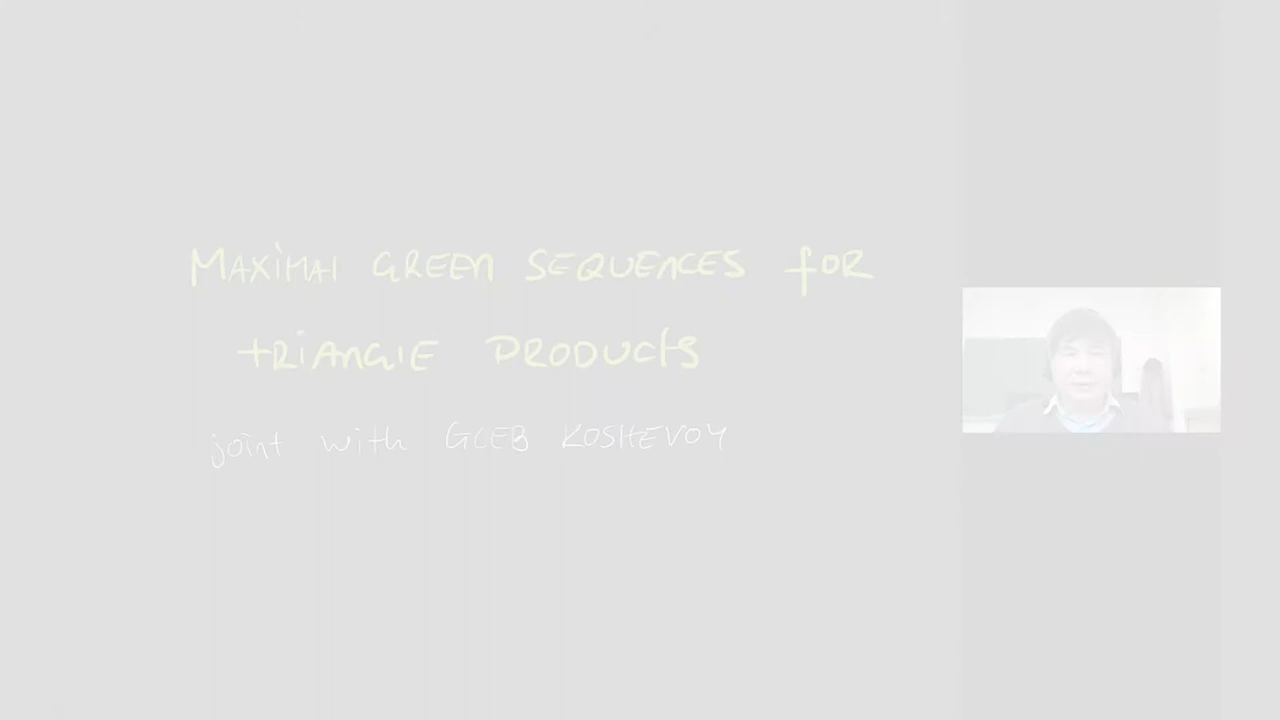 MAXIMAL GREEN SEQUENCES for
tRiANGLE PRODUCtS
joint with GLEB KOSHEVOY